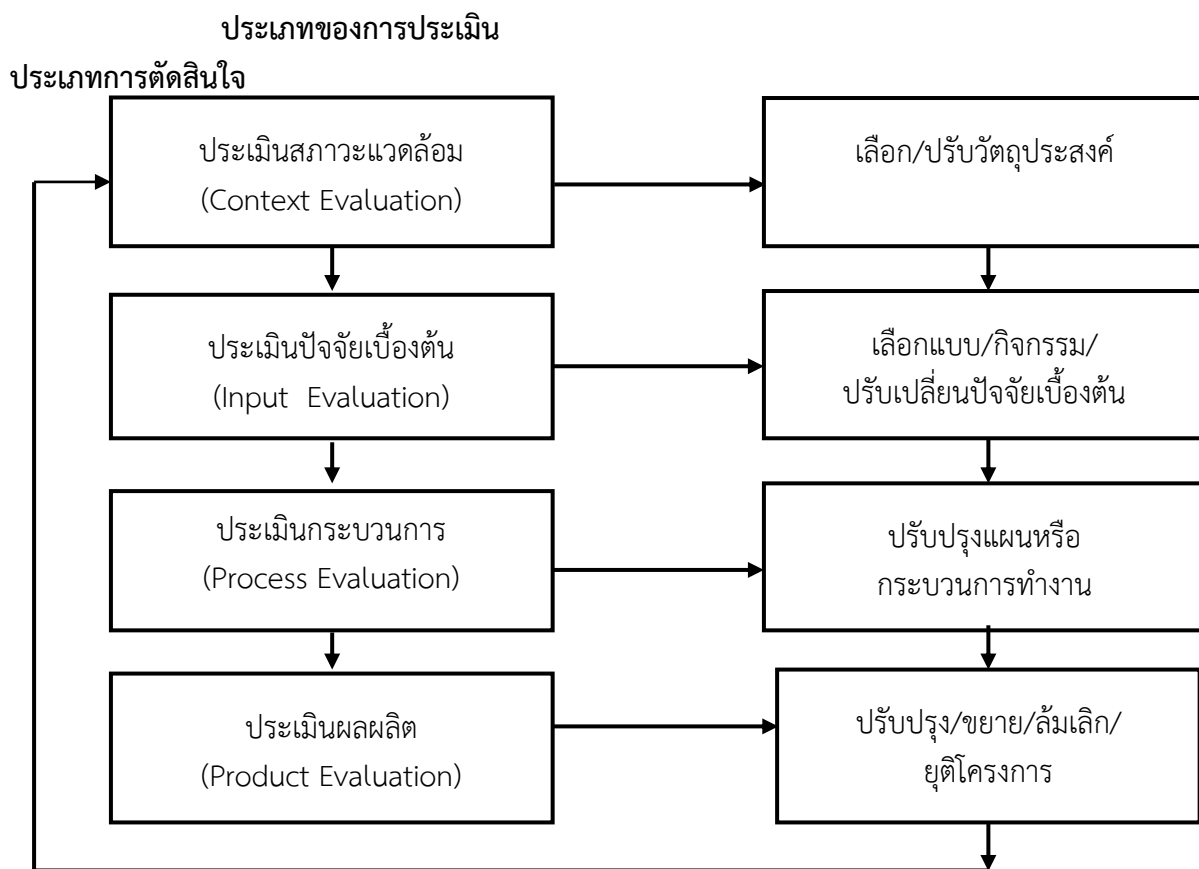 ประเภทของการประเมิน
ประเภทการตัดสินใจ
ประเมินสภาวะแวดล้อม
(Context Evaluation)
เลือก/ปรับวัตถุประสงค์
ประเมินปัจจัยเบื้องต้น
(Input Evaluation)
เลือกแบบ/กิจกรรม/
ปรับเปลี่ยนปัจจัยเบื้องต้น
ประเมินกระบวนการ
(Process Evaluation)
ปรับปรุงแผนหรือ
กระบวนการทำงาน
ประเมินผลผลิต
(Product Evaluation)
ปรับปรุง/ขยาย/ล้มเลิก/
ยุติโครงการ